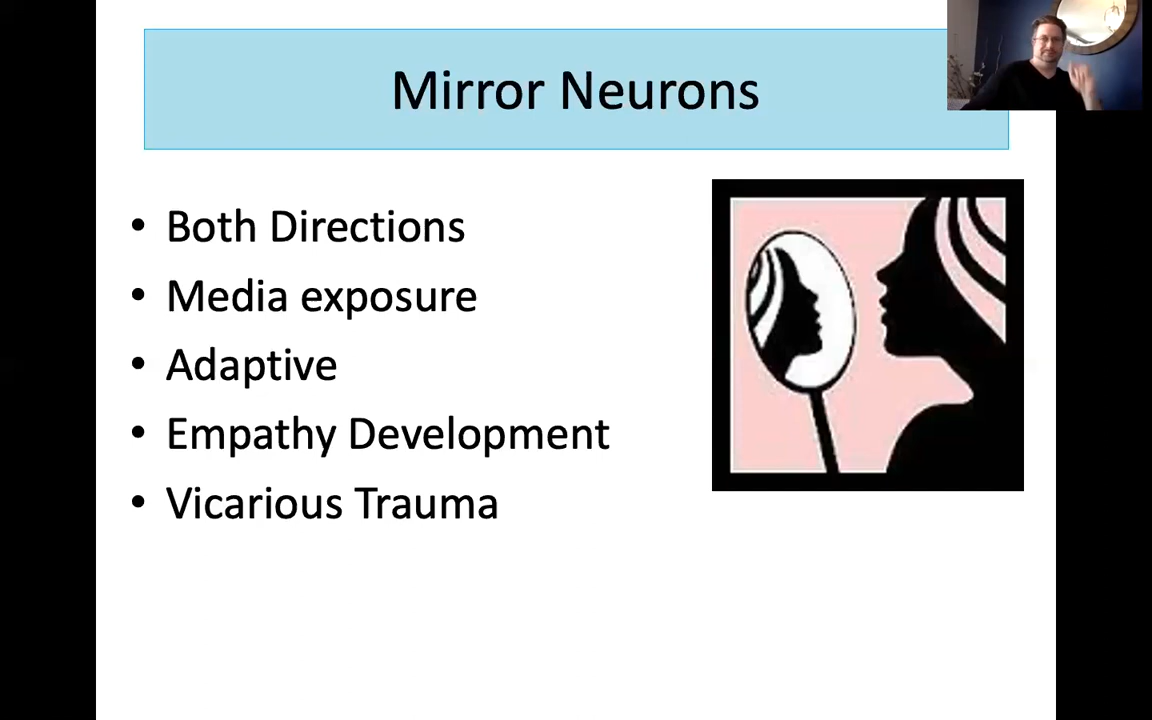 Mirror Neurons
• Both Directions
• Media exposure
• Adaptive
• Empathy Development
• Vicarious Trauma